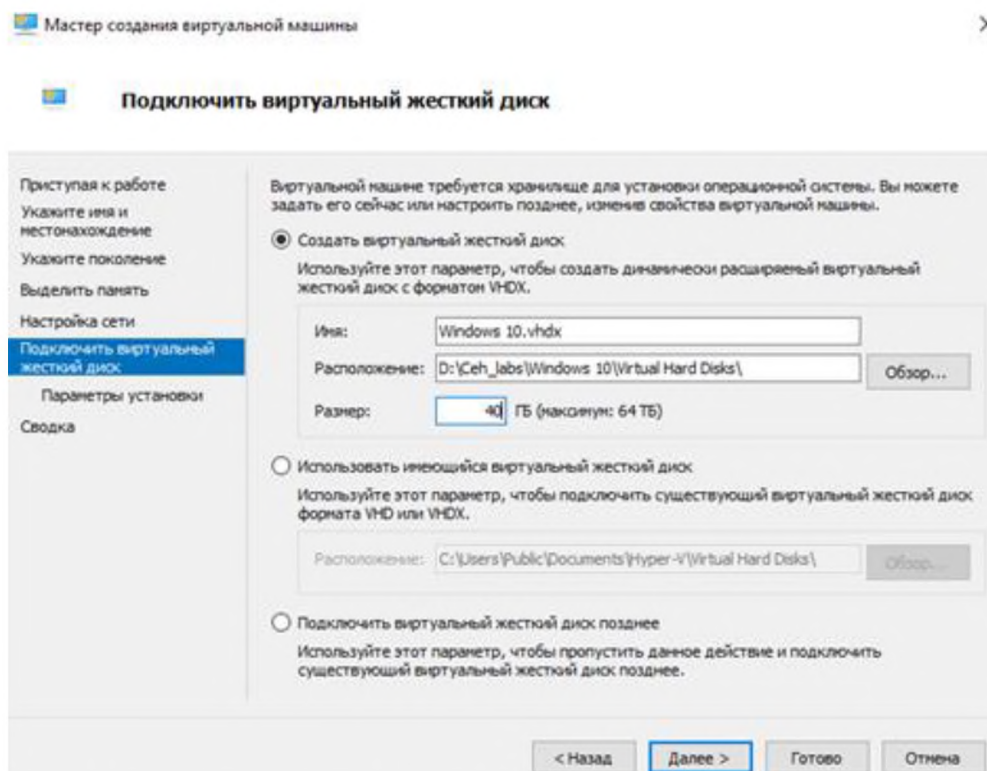 Мастер создания виртуальной машины
Подключить виртуальный жесткий диск
Приступая к работе
Укажите имя и
местонахождение
Укажите поколение
Выделить память
Настройка сети
Подключить виртуальный
жесткий диск
Параметры установки
Сводка
Виртуальной машине требуется хранилище для установки операционной системы. Вы можете
задать его сейчас или настроить позднее, изменив свойства виртуальной машины.
Создать виртуальный жесткий диск
Используйте этот параметр, чтобы создать динамически расширяемый виртуальный
жесткий диск с форматом VHDX.
Имя: Windows 10.vhdx
Расположение: D:\Ceh_labs\Windows 10\Virtual Hard Disks\ Обзор...
Размер: 40 ГБ (максимум: 64 ТБ)
Использовать имеющийся виртуальный жесткий диск
Используйте этот параметр, чтобы подключить существующий виртуальный жесткий диск
формата VHD или VHDX.
Расположение: C:\Users\Public\Documents\Hyper-V\Virtual Hard Disks\ Обзор...
Подключить виртуальный жесткий диск позднее
Используйте этот параметр, чтобы пропустить данное действие и подключить
существующий виртуальный жесткий диск позднее.
< Назад Далее > Готово Отмена